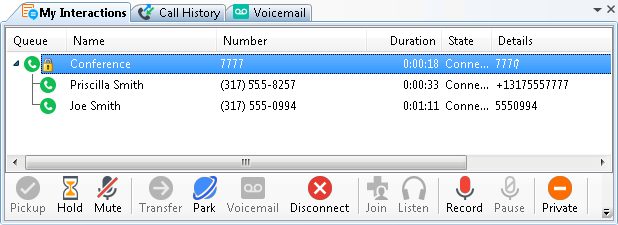 My Interactions Call History Voicemail
Queue Name Number Duration State Details
Conference 7777 0:00:18 Conne...
Priscilla Smith (317) 555-8257 0:00:33 Conne... +13175557777
Joe Smith (317) 555-0994 0:01:11 Conne... 5550994
Pickup Hold Mute Transfer Park Voicemail Disconnect Join Listen Record Pause Private